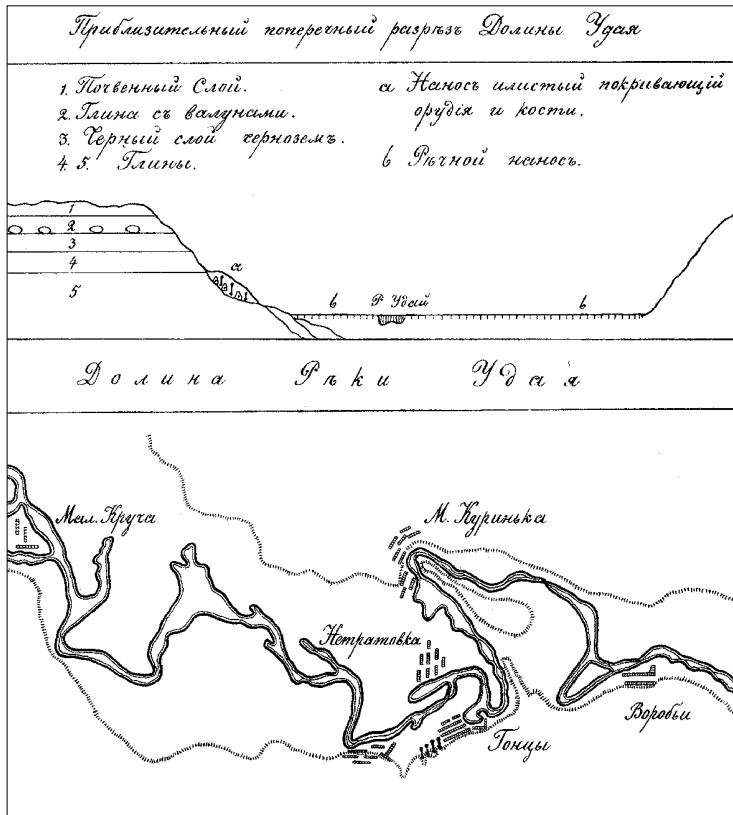 Приблизительный поперечный разрѣзъ Долины Удая
1. Почвенный Слой.
2. Глина съ валунами.
3. Черный слой черноземъ.
4. 5. Глины.
а Наносъ илистый покривающій
орудія и кости.
b Рѣчной наносъ.
1
2
3
4
5
а
b
Р Удай
b
Долина Рѣки Удая
Мал. Круча
М. Куринька
Нетратовка
Воробьи
Гонцы